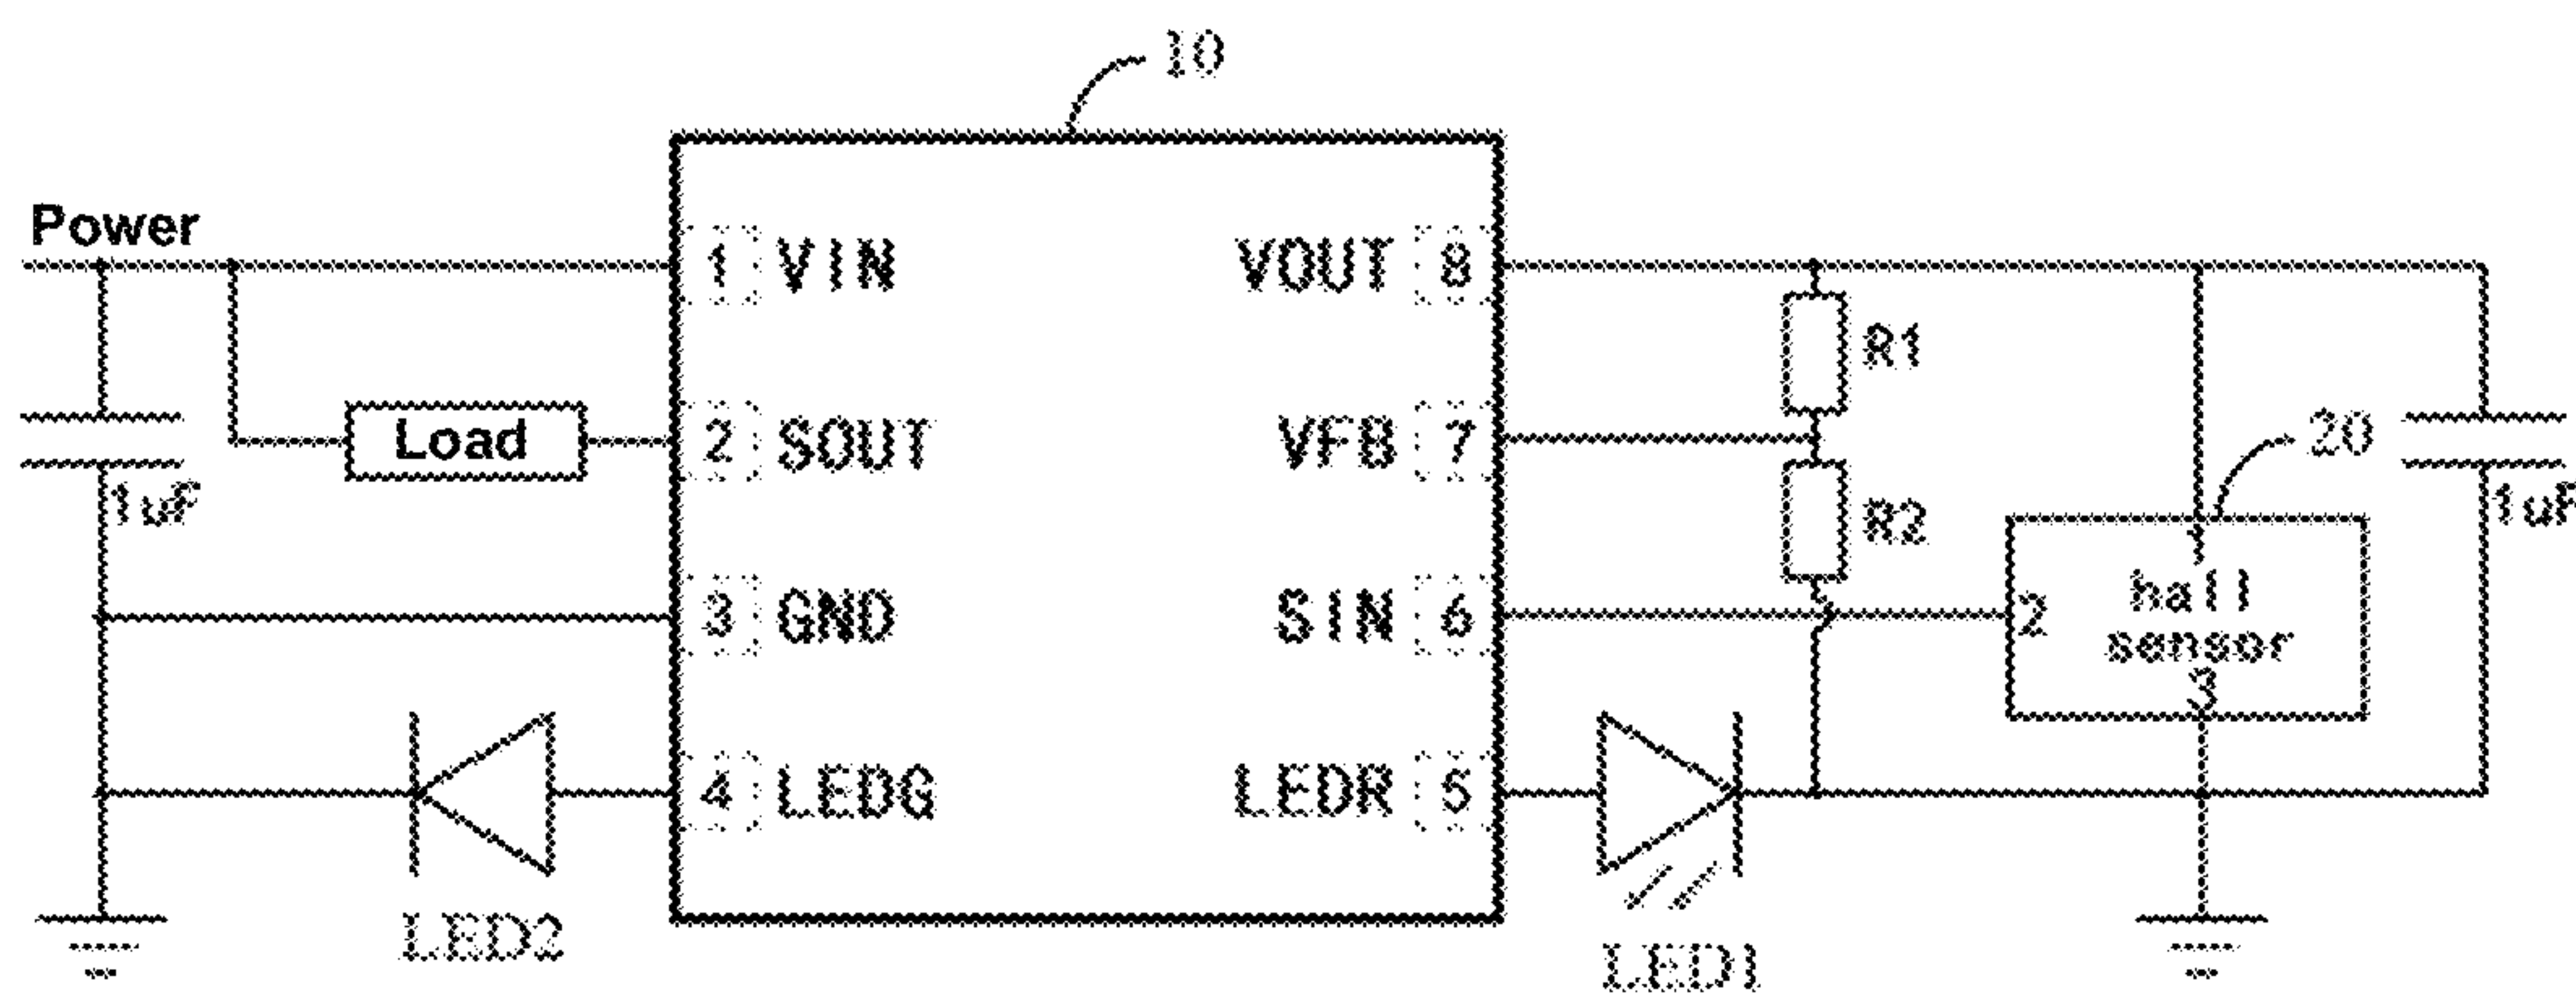 10
Power
1 VIN
VOUT 8
R1
Load
2 SOUT
VFB 7
20
1uF
R2
1uF
3 GND
SIN 6
2
hall
sensor
3
4 LEDG
LEDR 5
LED2
LED1